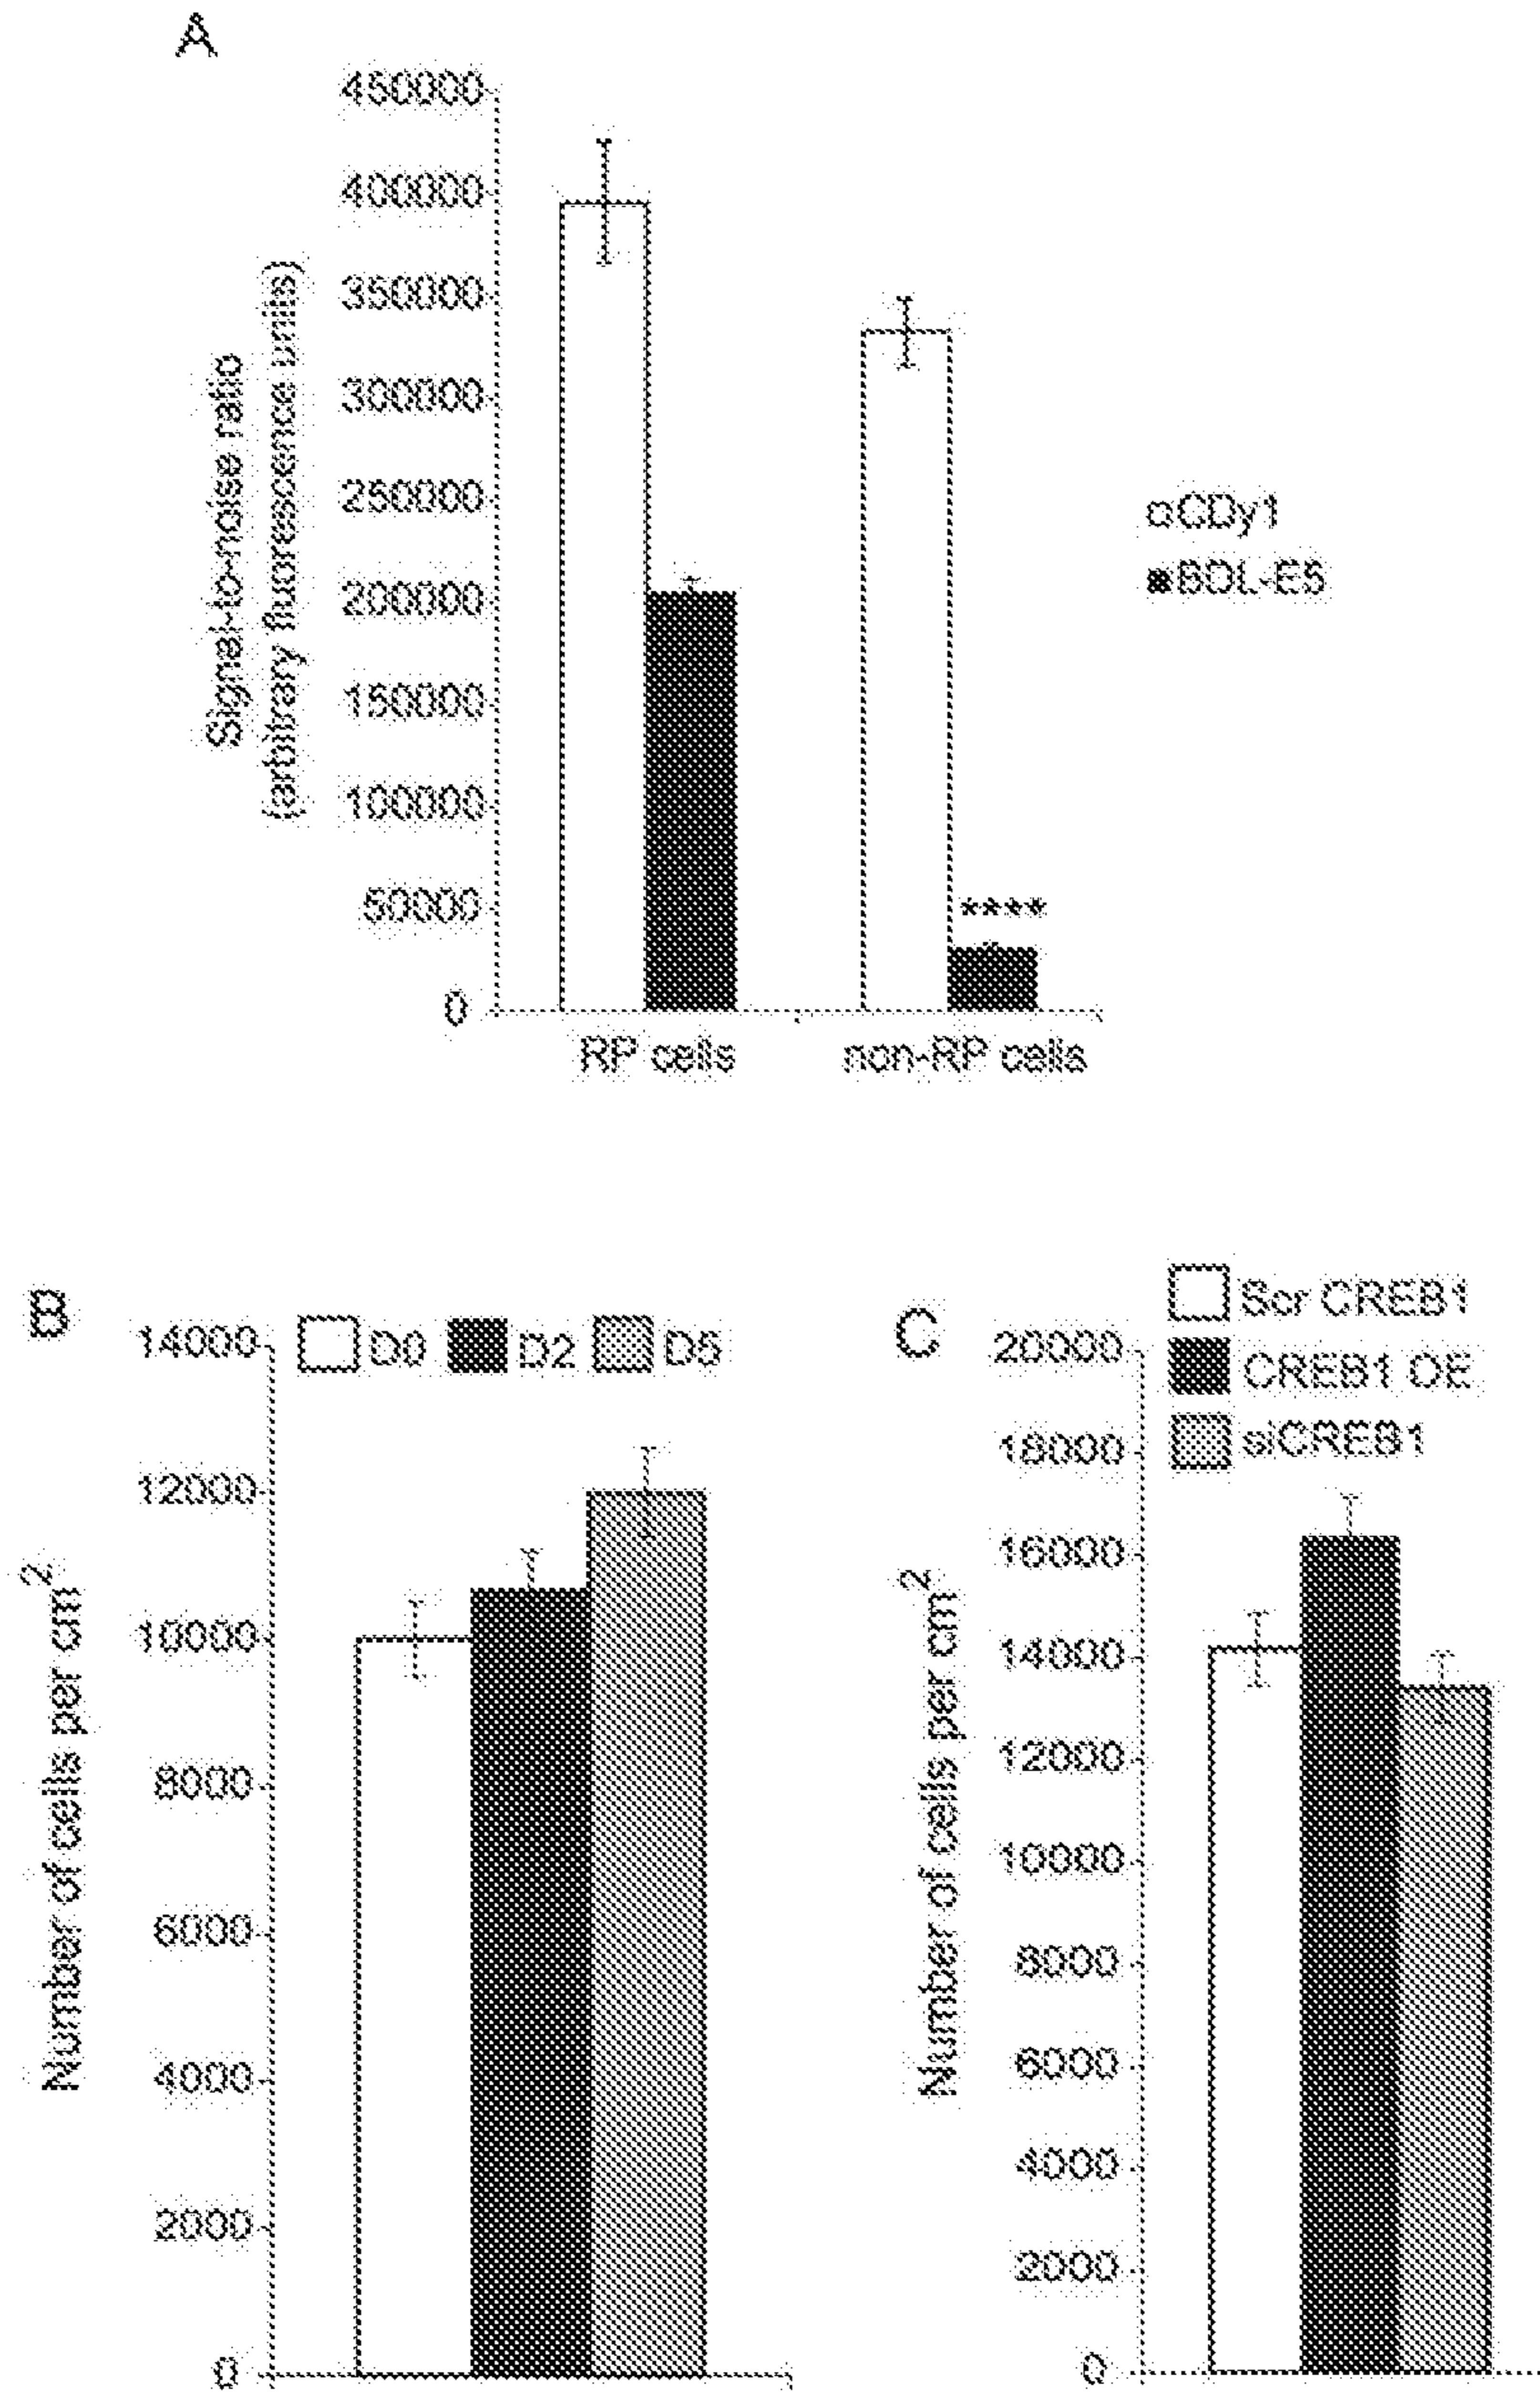 A
450000
400000
350000
300000
250000
200000
150000
100000
50000
0
Signal-to-noise ratio
(arbitrary fluorescence units)
CDy1
BDL-E5
****
RP cells
non-RP cells
B
14000
12000
10000
8000
6000
4000
2000
0
Number of cells per cm2
D0
D2
D5
C
20000
18000
16000
14000
12000
10000
8000
6000
4000
2000
0
Number of cells per cm2
Scr CREB1
CREB1 OE
siCREB1